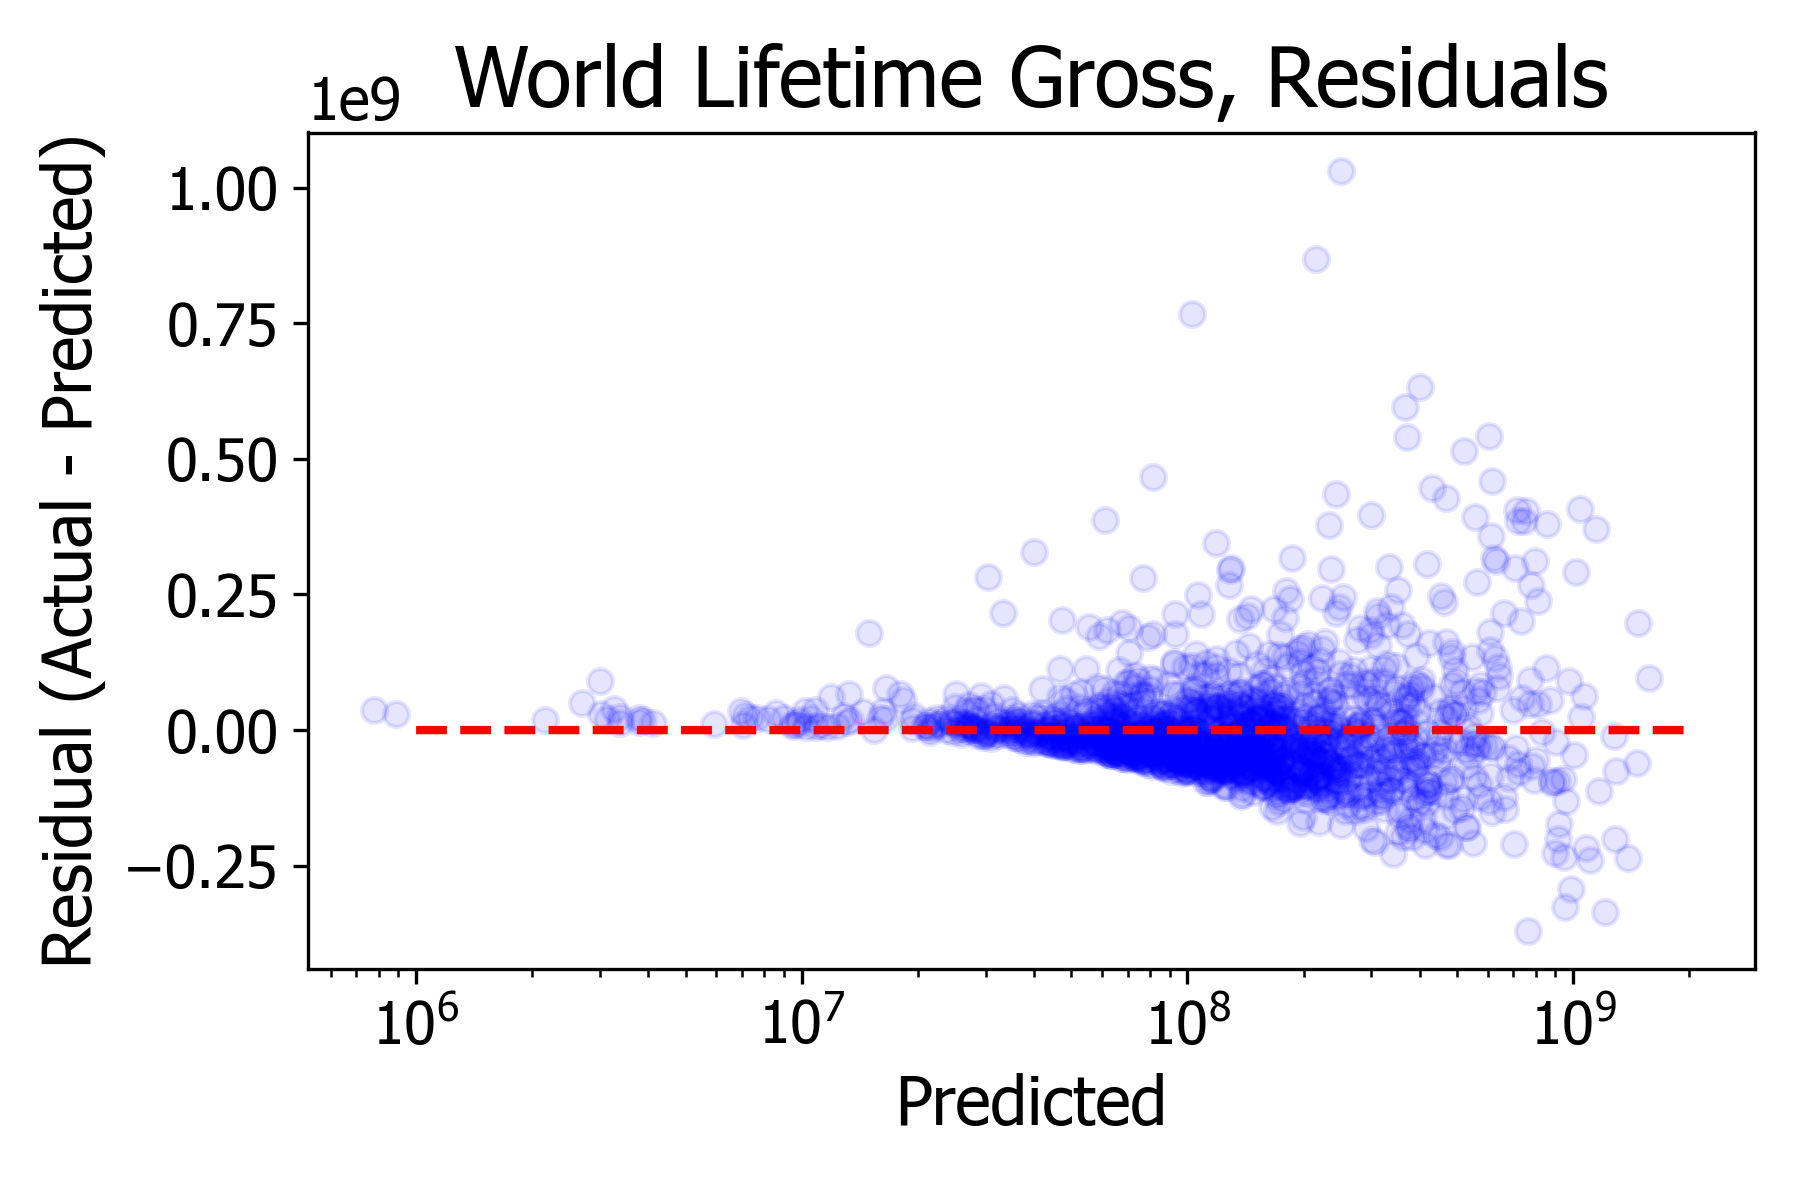 World Lifetime Gross, Residuals
1e9
Residual (Actual - Predicted)
1.00
0.75
0.50
0.25
0.00
−0.25
10⁶ 10⁷ 10⁸ 10⁹
Predicted